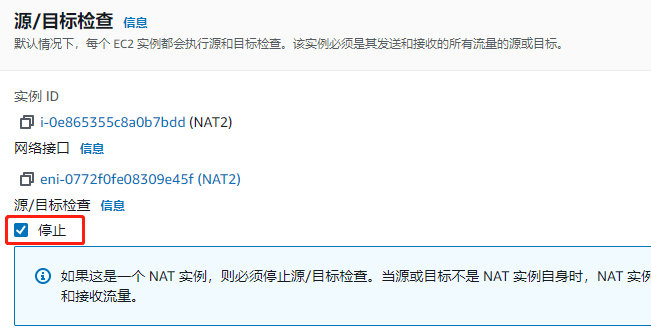 源/目标检查 信息
默认情况下，每个 EC2 实例都会执行源和目标检查。该实例必须是其发送和接收的所有流量的源或目标。
实例 ID
i-0e865355c8a0b7bdd (NAT2)
网络接口 信息
eni-0772f0fe08309e45f (NAT2)
源/目标检查 信息
停止
如果这是一个 NAT 实例，则必须停止源/目标检查。当源或目标不是 NAT 实例自身时，NAT 实例
和接收流量。